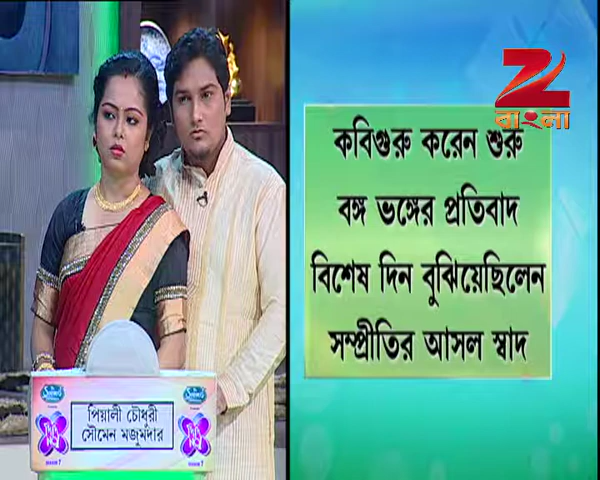 Z
বাংলা
কবিগুরু করেন শুরু
বঙ্গ ভঙ্গের প্রতিবাদ
বিশেষ দিন বুঝিয়েছিলেন
সম্প্রীতির আসল স্বাদ
পিয়ালী চৌধুরী
সৌমেন মজুমদার